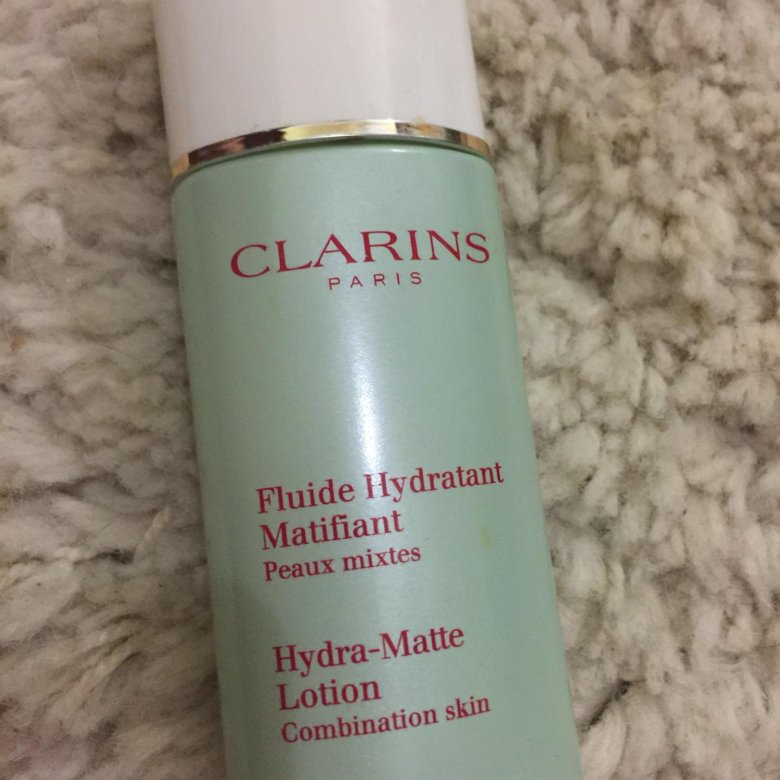 CLARINS
PARIS
Fluide Hydratant
Matifiant
Peaux mixtes
Hydra-Matte
Lotion
Combination skin